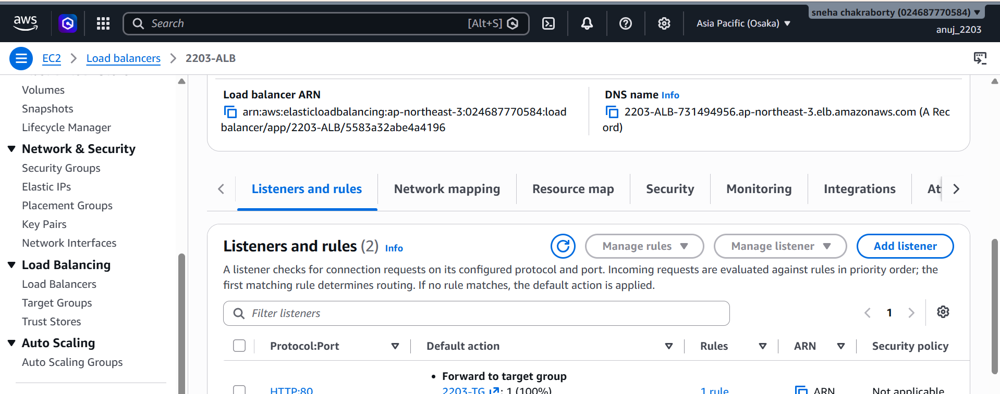 aws
Search
[Alt+S]
Asia Pacific (Osaka)
sneha chakraborty (024687770584)
anuj_2203
EC2
Load balancers
2203-ALB
Volumes
Snapshots
Lifecycle Manager
Network & Security
Security Groups
Elastic IPs
Placement Groups
Key Pairs
Network Interfaces
Load Balancing
Load Balancers
Target Groups
Trust Stores
Auto Scaling
Auto Scaling Groups
Load balancer ARN
arn:aws:elasticloadbalancing:ap-northeast-3:024687770584:load
balancer/app/2203-ALB/5583a32abe4a4196
DNS name Info
2203-ALB-731494956.ap-northeast-3.elb.amazonaws.com (A Rec
ord)
Listeners and rules
Network mapping
Resource map
Security
Monitoring
Integrations
At
Listeners and rules (2) Info
Manage rules
Manage listener
Add listener
A listener checks for connection requests on its configured protocol and port. Incoming requests are evaluated against rules in priority order; the
first matching rule determines routing. If no rule matches, the default action is applied.
Filter listeners
1
Protocol:Port
Default action
Rules
ARN
Security policy
• Forward to target group
HTTP:80
2203-TG : 1 (100%)
1 rule
ARN
Not applicable